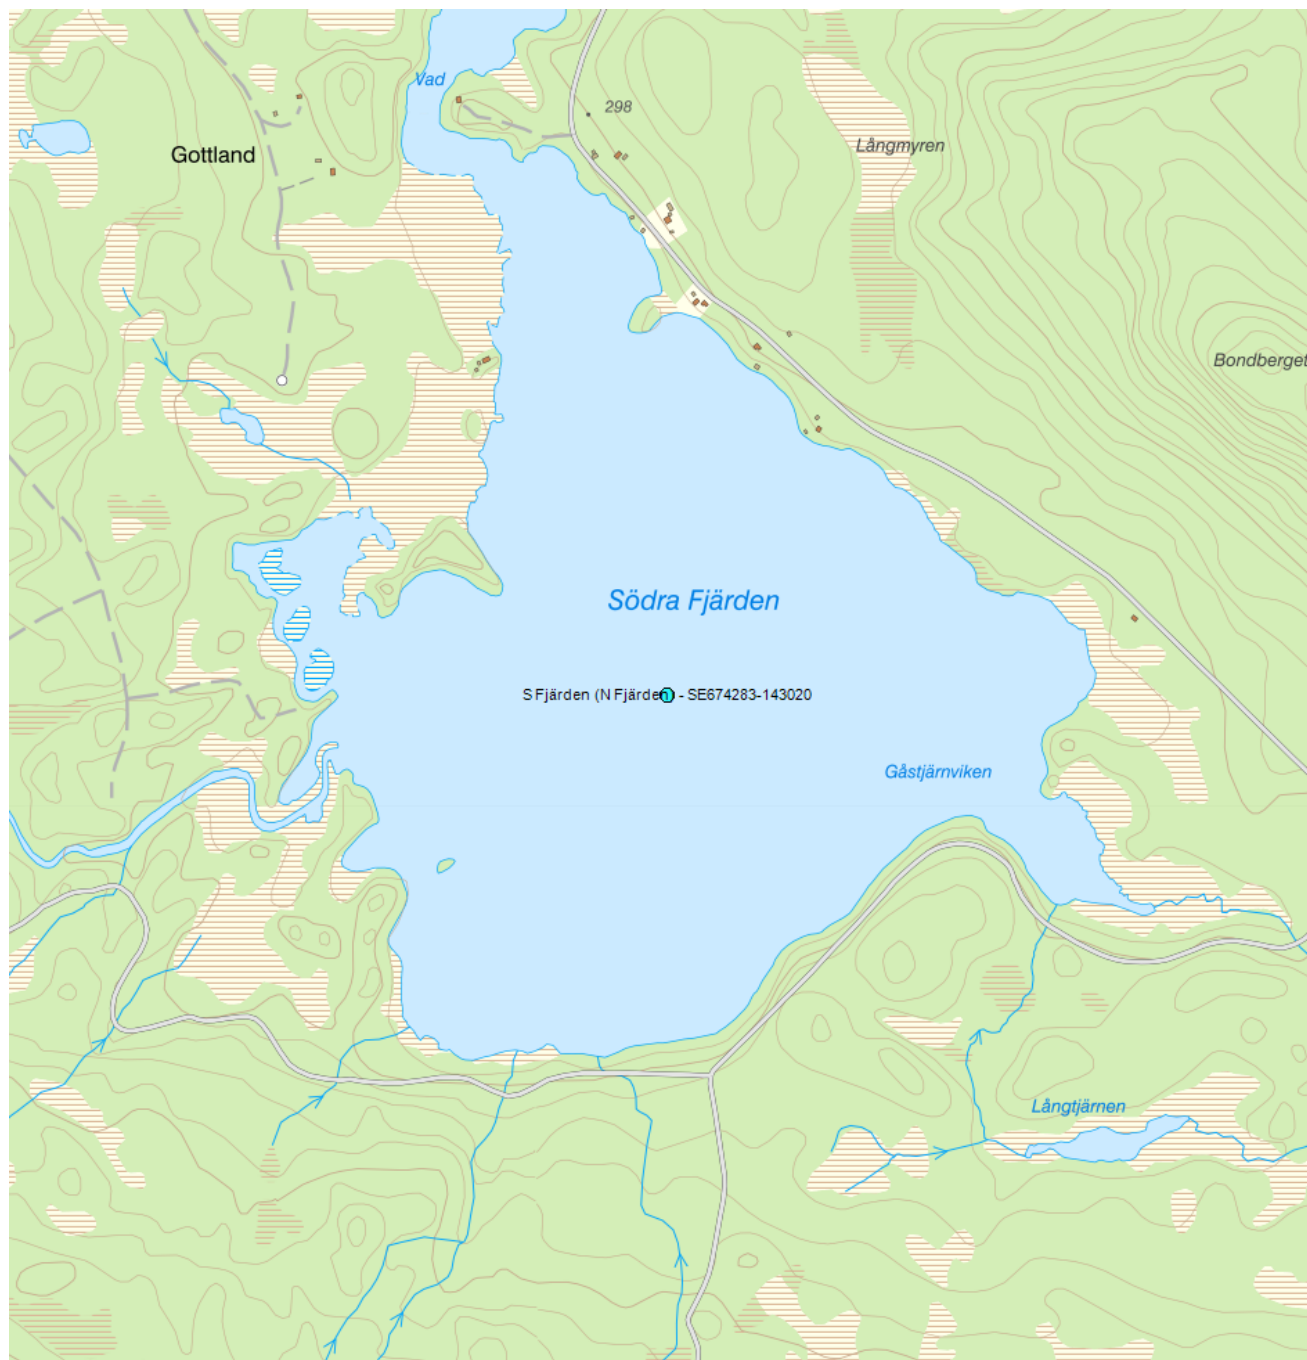 Vad
298
Långmyren
Gottland
Bondberget
Södra Fjärden
S Fjärden (N Fjärden) - SE674283-143020
Gåstjärnviken
Långtjärnen